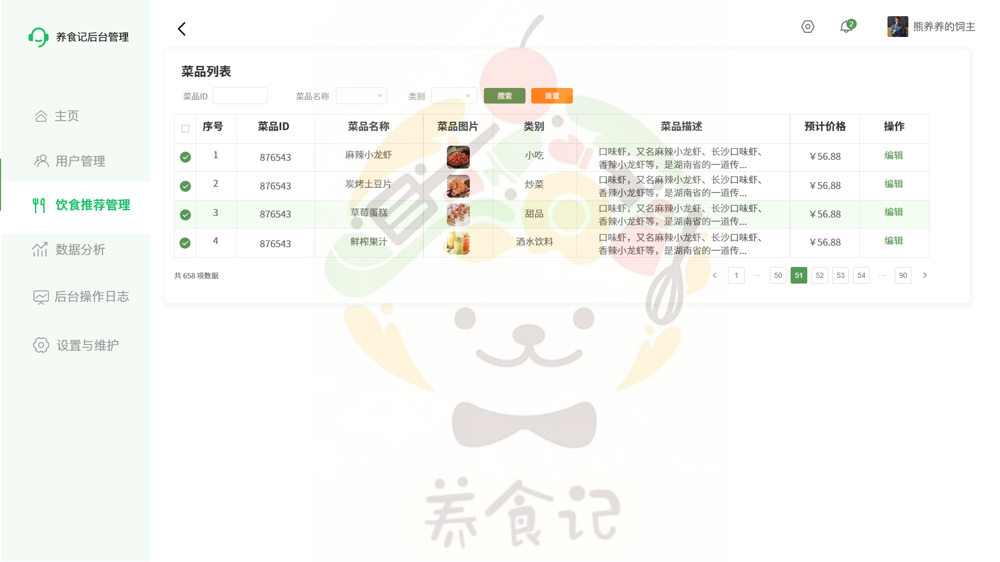 养食记后台管理
主页
用户管理
饮食推荐管理
数据分析
后台操作日志
设置与维护
2
熊养养的饲主
菜品列表
菜品ID 菜品名称 类别 搜索 重置
序号 菜品ID 菜品名称 菜品图片 类别 菜品描述 预计价格 操作
1 876543 麻辣小龙虾 小吃 口味虾，又名麻辣小龙虾、长沙口味虾、 ￥56.88 编辑
香辣小龙虾等，是湖南省的一道传...
2 876543 炭烤土豆片 炒菜 口味虾，又名麻辣小龙虾、长沙口味虾、 ￥56.88 编辑
香辣小龙虾等，是湖南省的一道传...
3 876543 草莓蛋糕 甜品 口味虾，又名麻辣小龙虾、长沙口味虾、 ￥56.88 编辑
香辣小龙虾等，是湖南省的一道传...
4 876543 鲜榨果汁 酒水饮料 口味虾，又名麻辣小龙虾、长沙口味虾、 ￥56.88 编辑
香辣小龙虾等，是湖南省的一道传...
共 658 项数据
1 ··· 50 51 52 53 54 ··· 90
养食记